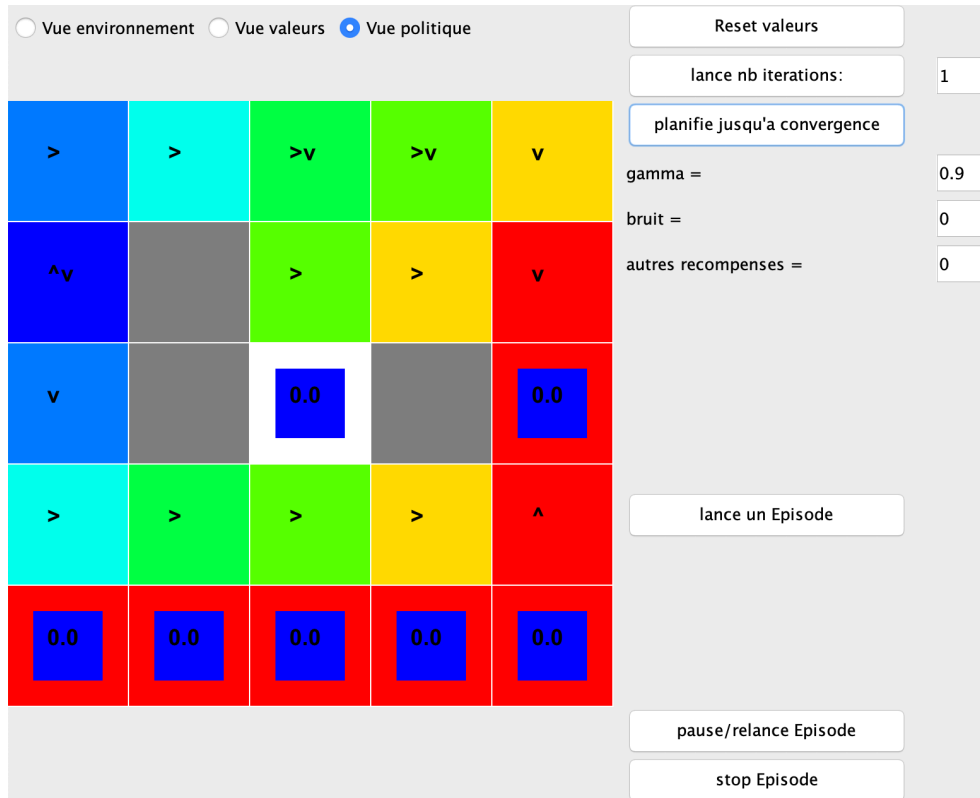 Vue environnement Vue valeurs Vue politique
Reset valeurs
lance nb iterations: 1
planifie jusqu'a convergence
gamma = 0.9
bruit = 0
autres recompenses = 0
> > >v >v v
^v > > v
v 0.0 0.0
> > > > ^
0.0 0.0 0.0 0.0 0.0
lance un Episode
pause/relance Episode
stop Episode